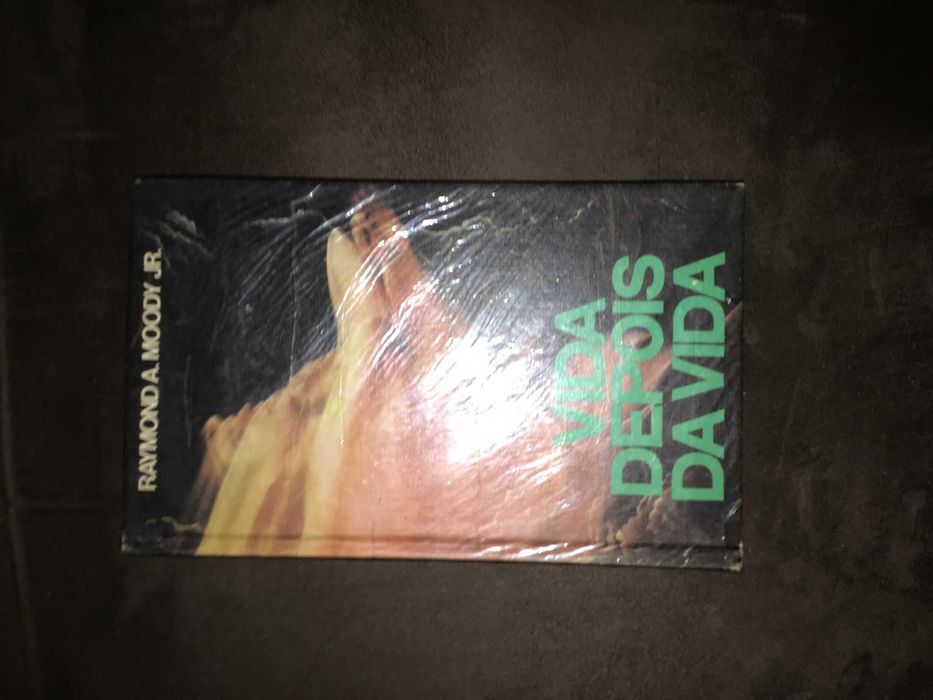 RAYMOND A. MOODY JR.
VIDA
DEPOIS
DA VIDA